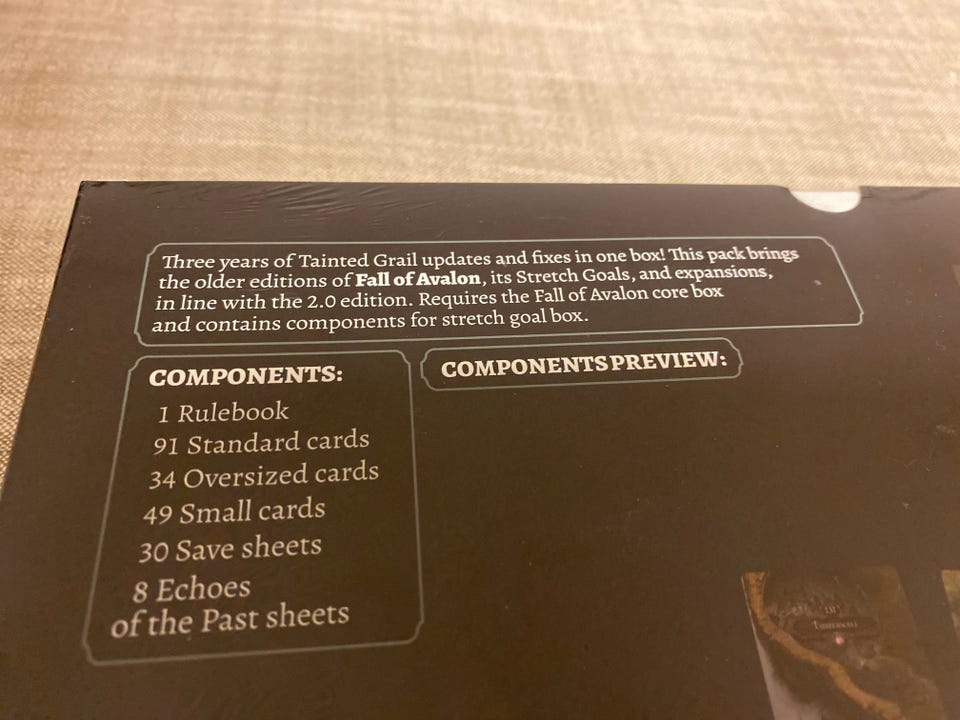 Three years of Tainted Grail updates and fixes in one box! This pack brings
the older editions of Fall of Avalon, its Stretch Goals, and expansions,
in line with the 2.0 edition. Requires the Fall of Avalon core box
and contains components for stretch goal box.
COMPONENTS:
1 Rulebook
91 Standard cards
34 Oversized cards
49 Small cards
30 Save sheets
8 Echoes
of the Past sheets
COMPONENTS PREVIEW: